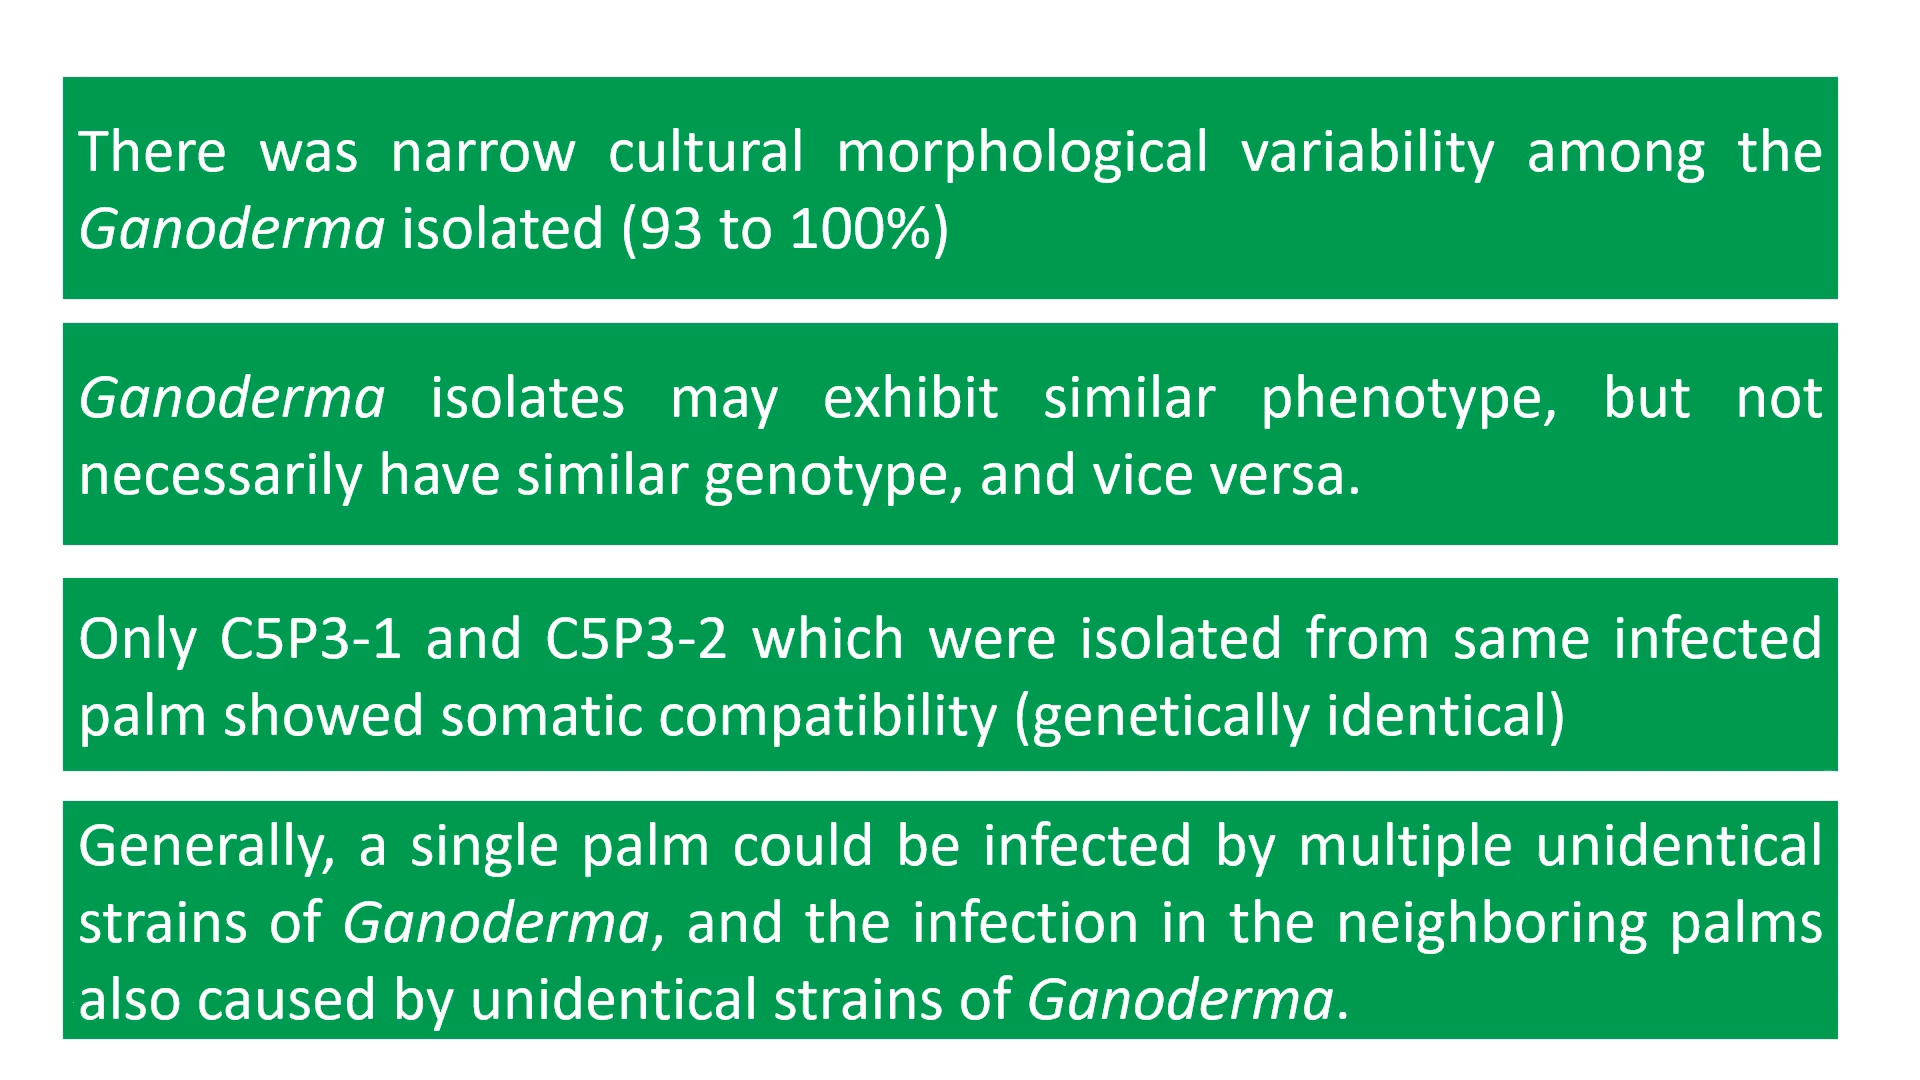 There was narrow cultural morphological variability among the
Ganoderma isolated (93 to 100%)
Ganoderma isolates may exhibit similar phenotype, but not
necessarily have similar genotype, and vice versa.
Only C5P3-1 and C5P3-2 which were isolated from same infected
palm showed somatic compatibility (genetically identical)
Generally, a single palm could be infected by multiple unidentical
strains of Ganoderma, and the infection in the neighboring palms
also caused by unidentical strains of Ganoderma.